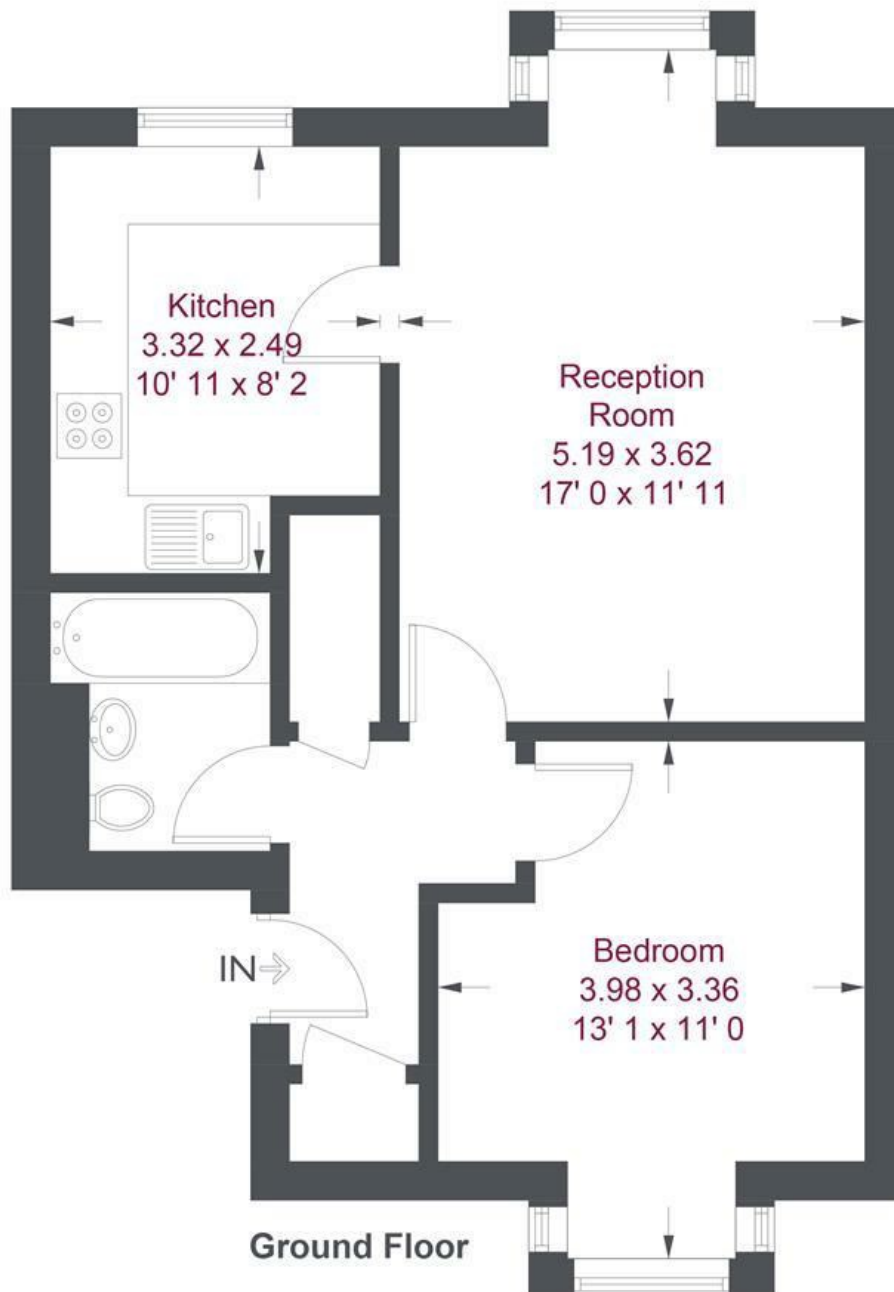 Kitchen
3.32 x 2.49
10' 11 x 8' 2
Reception
Room
5.19 x 3.62
17' 0 x 11' 11
IN
Bedroom
3.98 x 3.36
13' 1 x 11' 0
Ground Floor